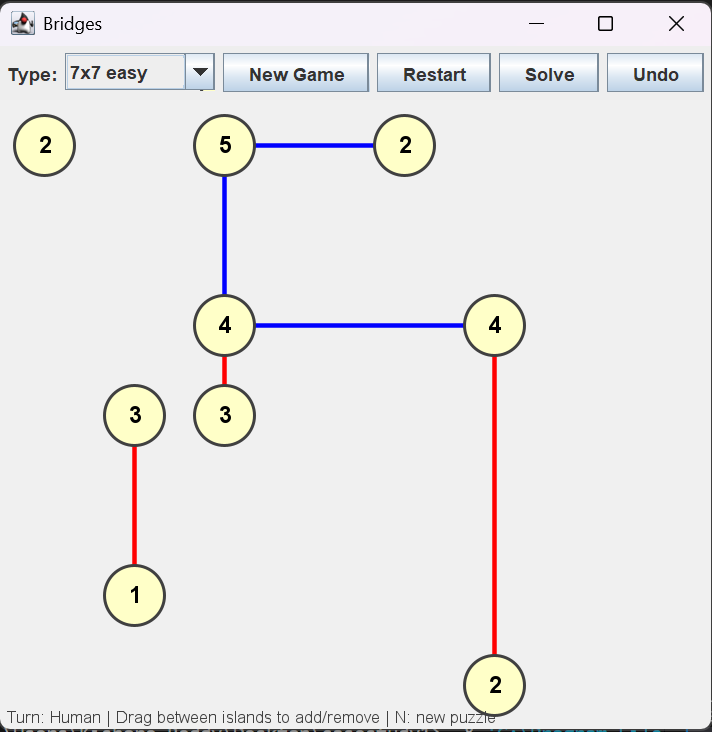 Bridges
Type: 7x7 easy New Game Restart Solve Undo
2 5 2
4 4
3 3
1
2
Turn: Human | Drag between islands to add/remove | N: new puzzle